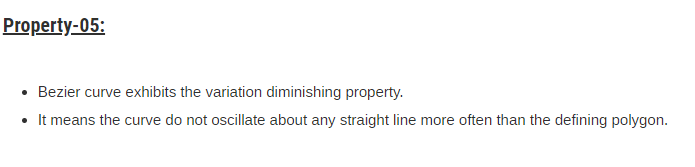 Property-05:
Bezier curve exhibits the variation diminishing property.
It means the curve do not oscillate about any straight line more often than the defining polygon.